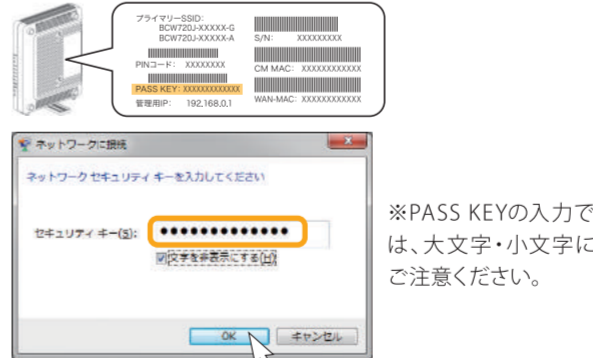 プライマリーSSID:
BCW720J-XXXXX-G
BCW720J-XXXXX-A
S/N: XXXXXXXXX
PINコード: XXXXXXXX
CM MAC: XXXXXXXXXXXX
PASS KEY: XXXXXXXXXXXXX
WAN-MAC: XXXXXXXXXXXX
管理用IP: 192.168.0.1
ネットワークに接続
ネットワーク セキュリティ キーを入力してください
セキュリティ キー(S): ●●●●●●●●●●●●●
文字を非表示にする(H)
OK キャンセル
※PASS KEYの入力で
は、大文字・小文字に
ご注意ください。